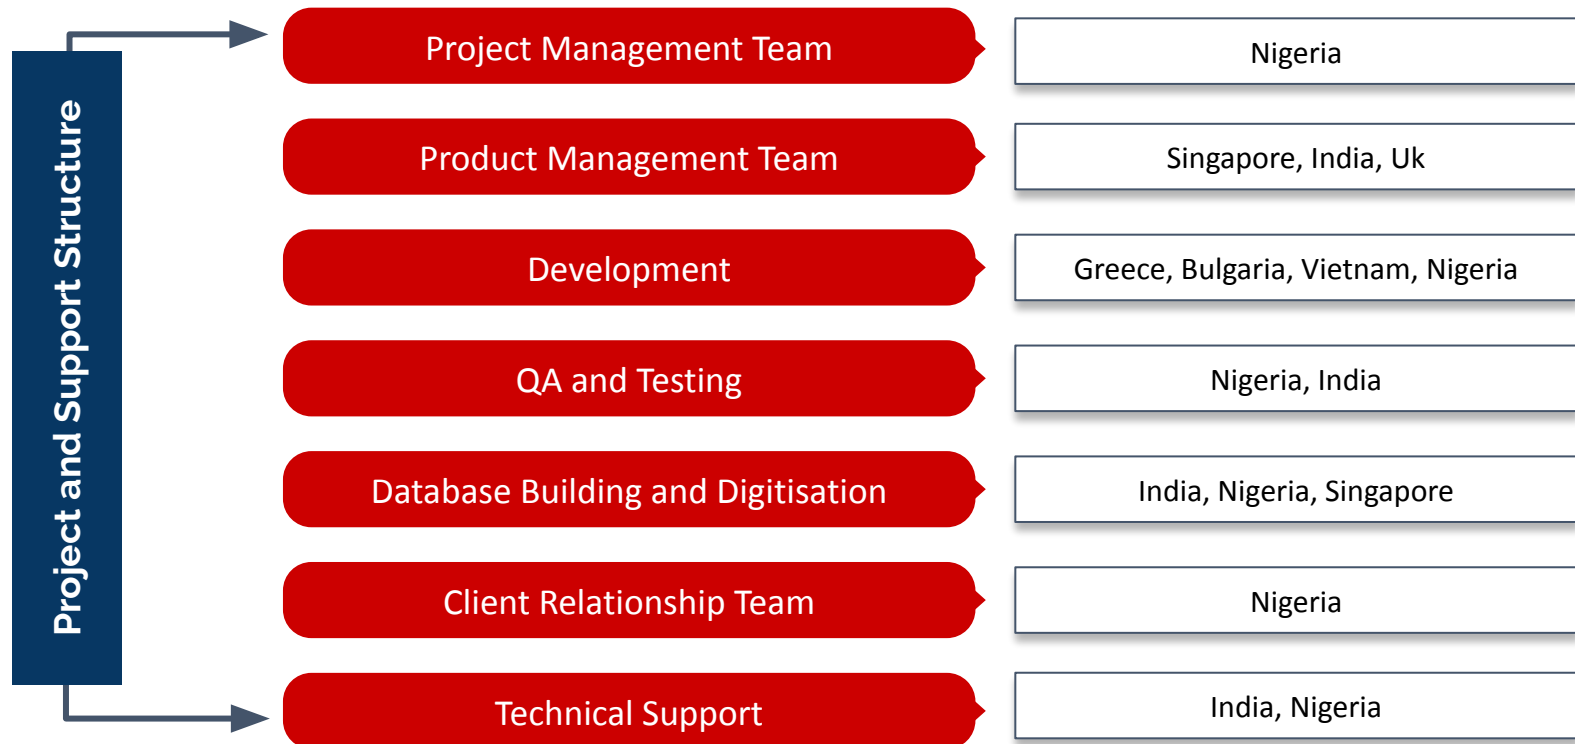 Project and Support Structure
Project Management Team
Nigeria
Product Management Team
Singapore, India, Uk
Development
Greece, Bulgaria, Vietnam, Nigeria
QA and Testing
Nigeria, India
Database Building and Digitisation
India, Nigeria, Singapore
Client Relationship Team
Nigeria
Technical Support
India, Nigeria